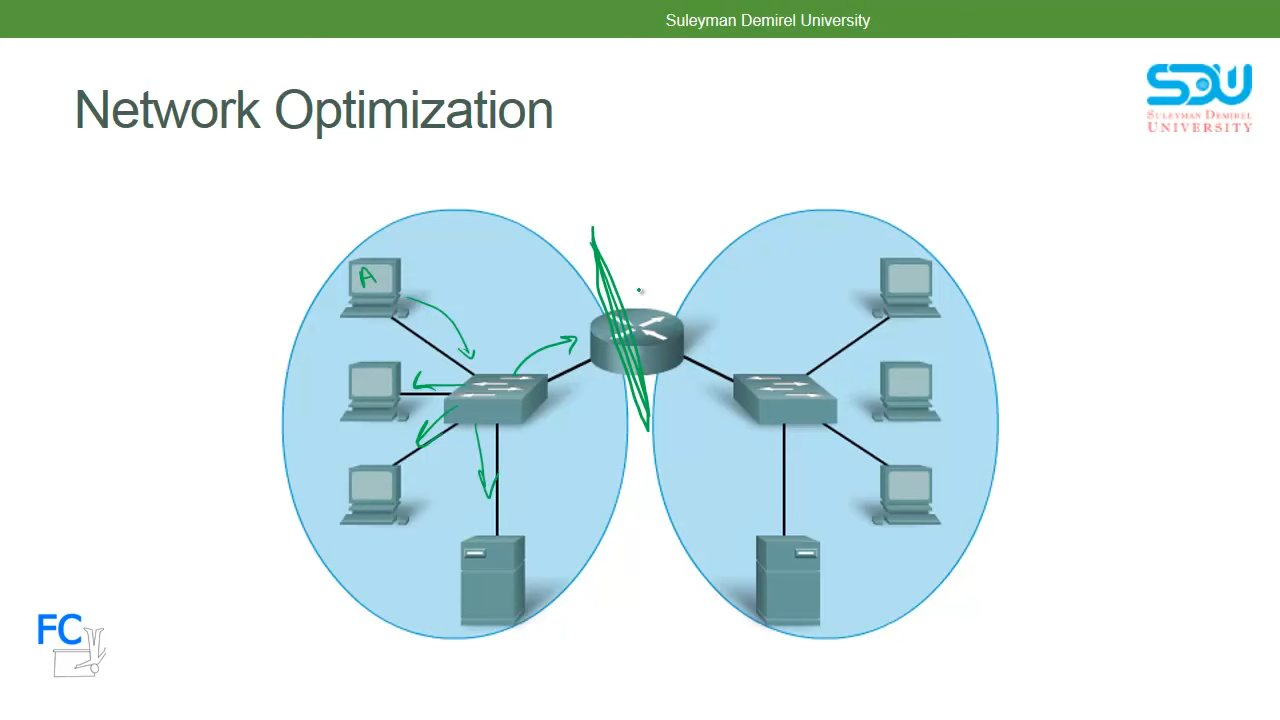 Suleyman Demirel University
Network Optimization
SDU
SULEYMAN DEMIREL
UNIVERSITY
A
FC